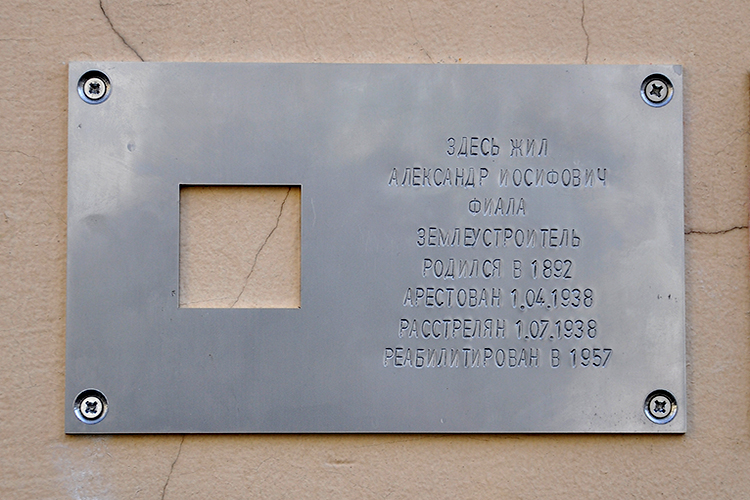 ЗДЕСЬ ЖИЛ
АЛЕКСАНДР ИОСИФОВИЧ
ФИАЛА
ЗЕМЛЕУСТРОИТЕЛЬ
РОДИЛСЯ В 1892
АРЕСТОВАН 1.04.1938
РАССТРЕЛЯН 1.07.1938
РЕАБИЛИТИРОВАН В 1957